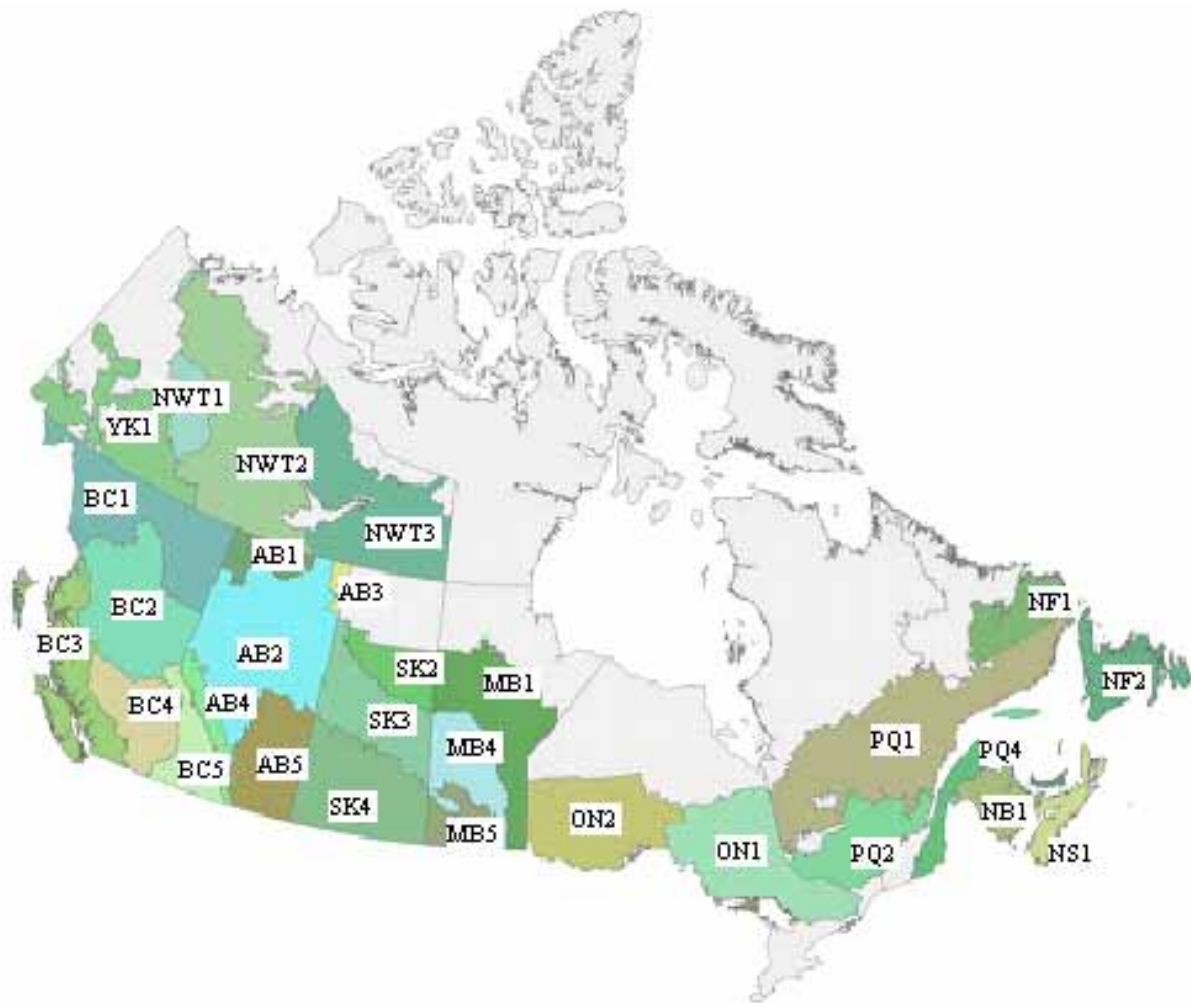 NWT1
YK1
NWT2
BC1
NWT3
AB1
AB3
BC2
NF1
BC3
AB2
SK2
MB1
NF2
BC4
AB4
SK3
MB4
PQ1
PQ4
BC5
AB5
SK4
MB5
ON2
NB1
ON1
PQ2
NS1